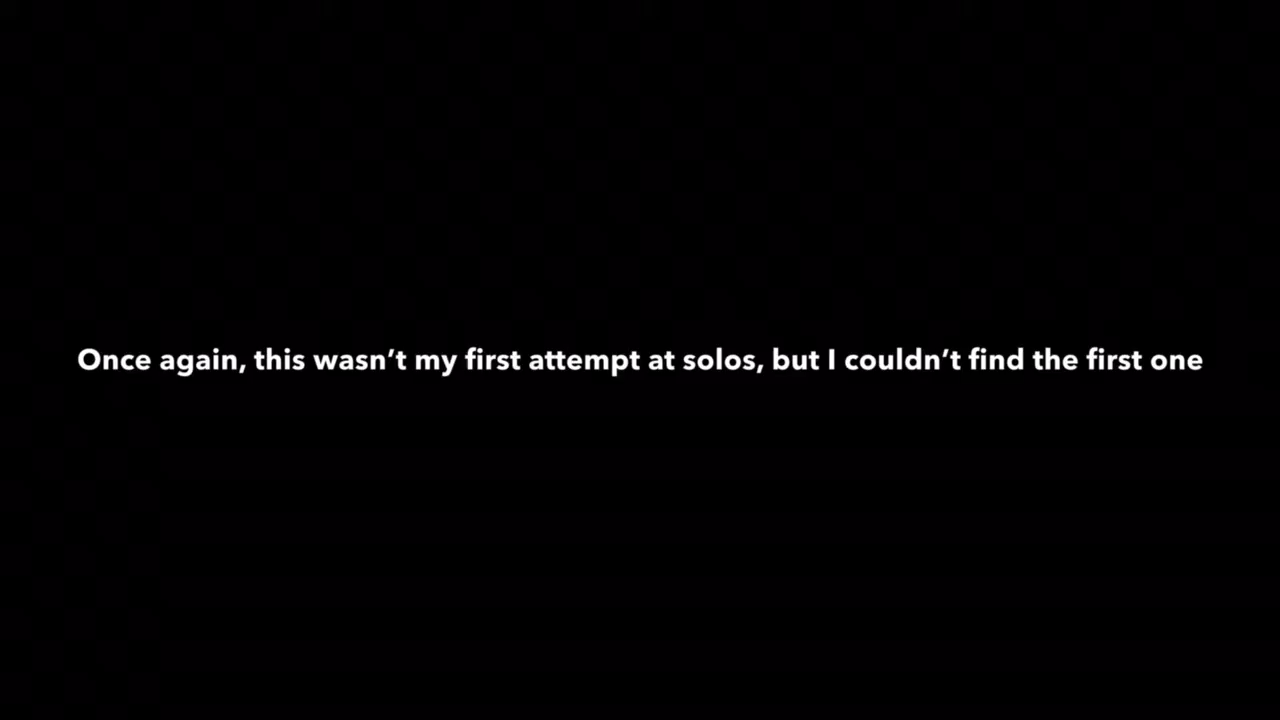 Once again, this wasn’t my first attempt at solos, but I couldn’t find the first one